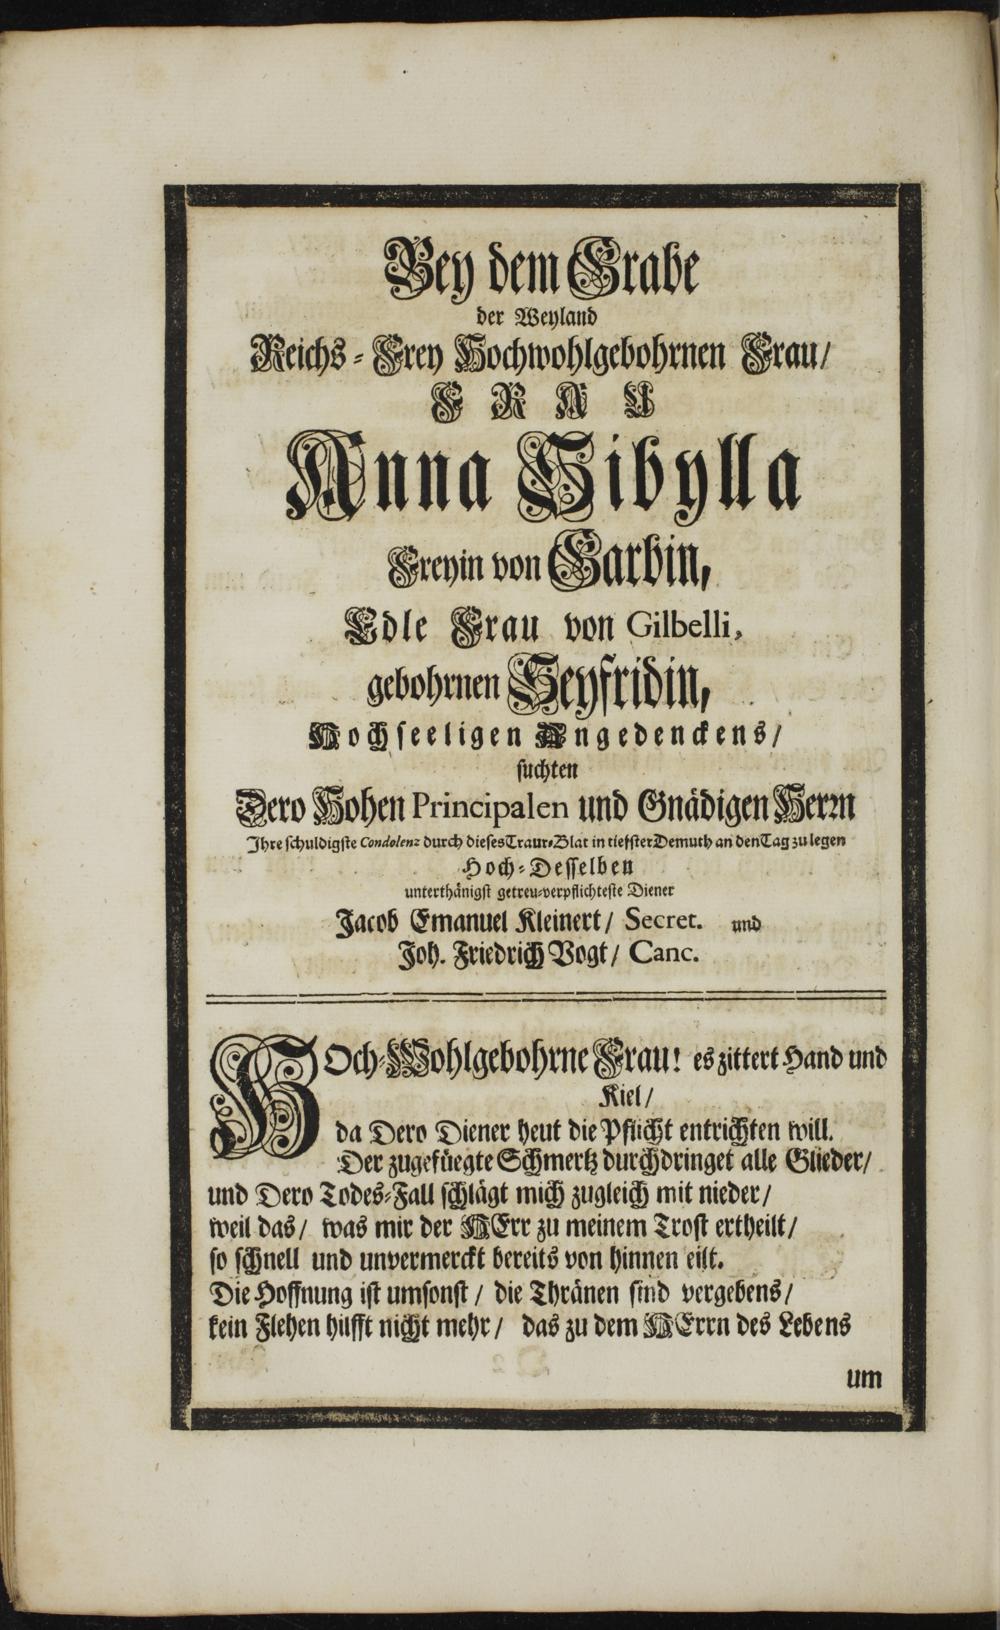 Bey dem Grabe
der Weyland
Reichs-Frey Hochwohlgebohrnen Frau/
FRAU
Anna Sibylla
Freyin von Garbin,
Edle Frau von Gilbelli,
gebohrnen Seyfridin,
Hochseeligen Angedenckens/
suchten
Dero Hohen Principalen und Gnädigen Herrn
Ihre schuldigste Condolenz durch dieses Traur-Blat in tiefster Demuth an den Tag zu legen
Hoch-Desselben
unterthänigst getreu-verpflichteste Diener
Jacob Emanuel Kleinert/ Secret. und
Joh. Friedrich Vogt/ Canc.
HOch-Wohlgebohrne Frau! es zittert Hand und
Kiel/
da Dero Diener heut die Pflicht entrichten will.
Der zugefüegte Schmertz durchdringet alle Glieder/
und Dero Todes-Fall schlägt mich zugleich mit nieder/
weil das/ was mir der HErr zu meinem Trost ertheilt/
so schnell und unvermerckt bereits von hinnen eilt.
Die Hoffnung ist umsonst/ die Thränen sind vergebens/
kein Flehen hilfft nicht mehr/ das zu dem HErrn des Lebens
um